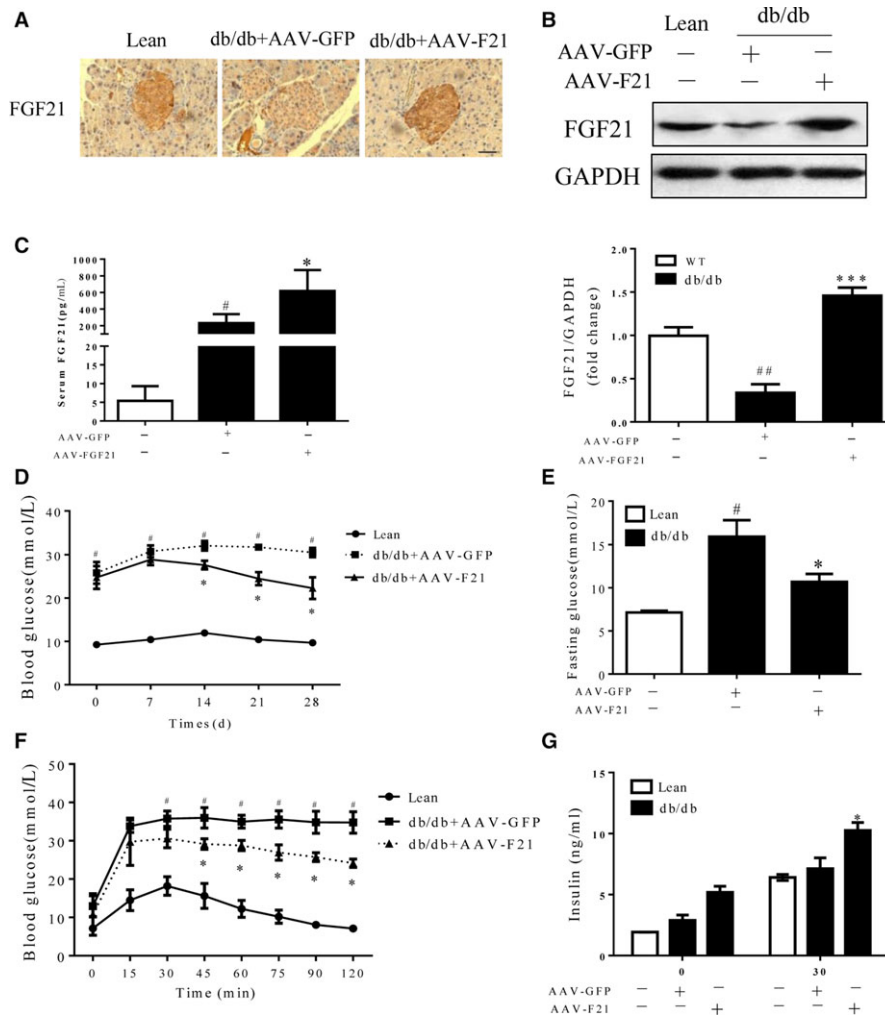 A
Lean db/db+AAV-GFP db/db+AAV-F21
FGF21
B
Lean db/db
AAV-GFP — + —
AAV-F21 — — +
FGF21
GAPDH
C
Serum FGF21(pg/mL)
1000
800
600
400
200
20
15
10
5
0
#
*
AAV-GFP – + –
AAV-FGF21 – – +
FGF21/GAPDH
(fold change)
1.5
1.0
0.5
0.0
WT
db/db
##
***
AAV-GFP – + –
AAV-FGF21 – – +
D
Blood glucose(mmol/L)
40
30
20
10
0
# # # # #
* * *
0 7 14 21 28
Times(d)
Lean
db/db+AAV-GFP
db/db+AAV-F21
E
Fasting glucose(mmol/L)
20
15
10
5
0
Lean
db/db
#
*
AAV-GFP — + —
AAV-F21 — — +
F
Blood glucose(mmol/L)
50
40
30
20
10
0
# # # # # # #
* * * * * *
0 15 30 45 60 75 90 120
Time (min)
Lean
db/db+AAV-GFP
db/db+AAV-F21
G
Insulin (ng/ml)
15
10
5
0
Lean
db/db
*
0 30
AAV-GFP — + — — + —
AAV-F21 — — + — — +